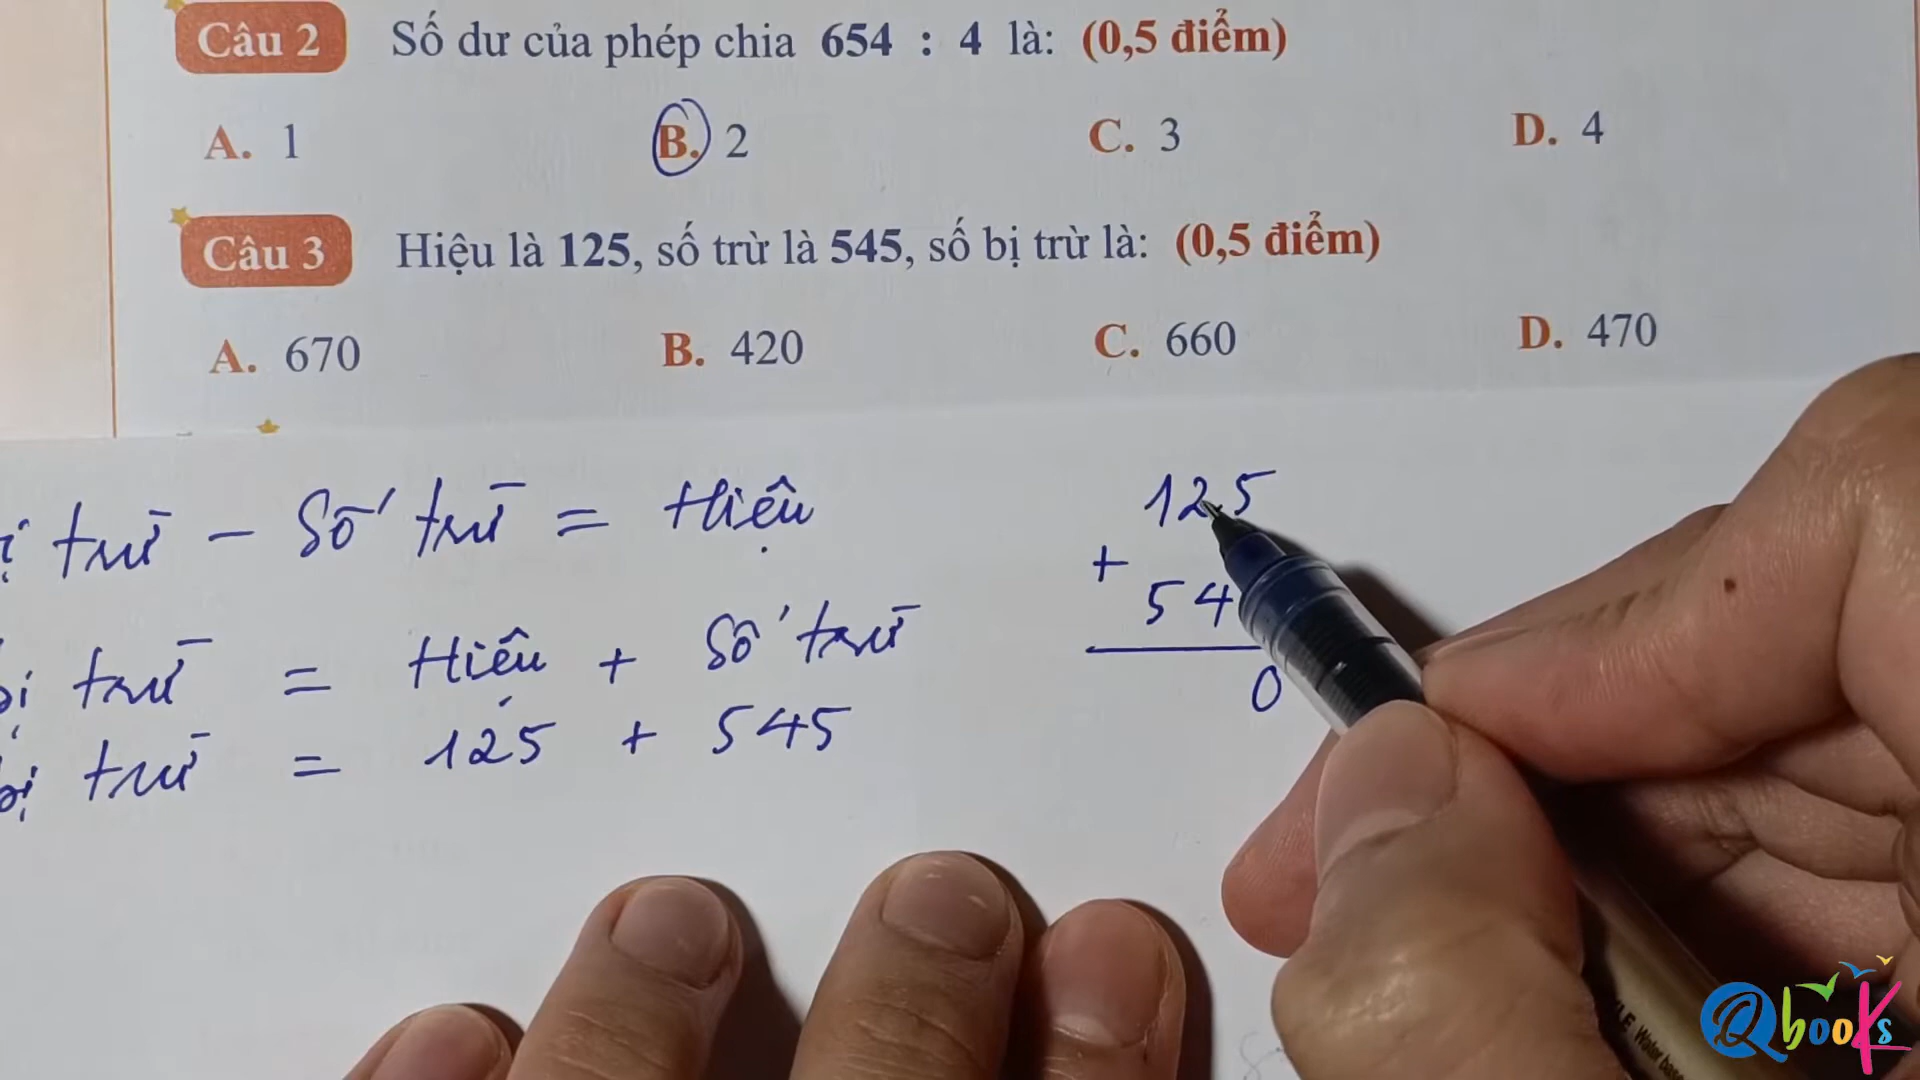 Câu 2 Số dư của phép chia 654 : 4 là: (0,5 điểm)
A. 1 B. 2 C. 3 D. 4
Câu 3 Hiệu là 125, số trừ là 545, số bị trừ là: (0,5 điểm)
A. 670 B. 420 C. 660 D. 470
trừ - Số trừ = Hiệu
bị trừ = Hiệu + Số trừ
bị trừ = 125 + 545
125
+
54
0
Qbooks